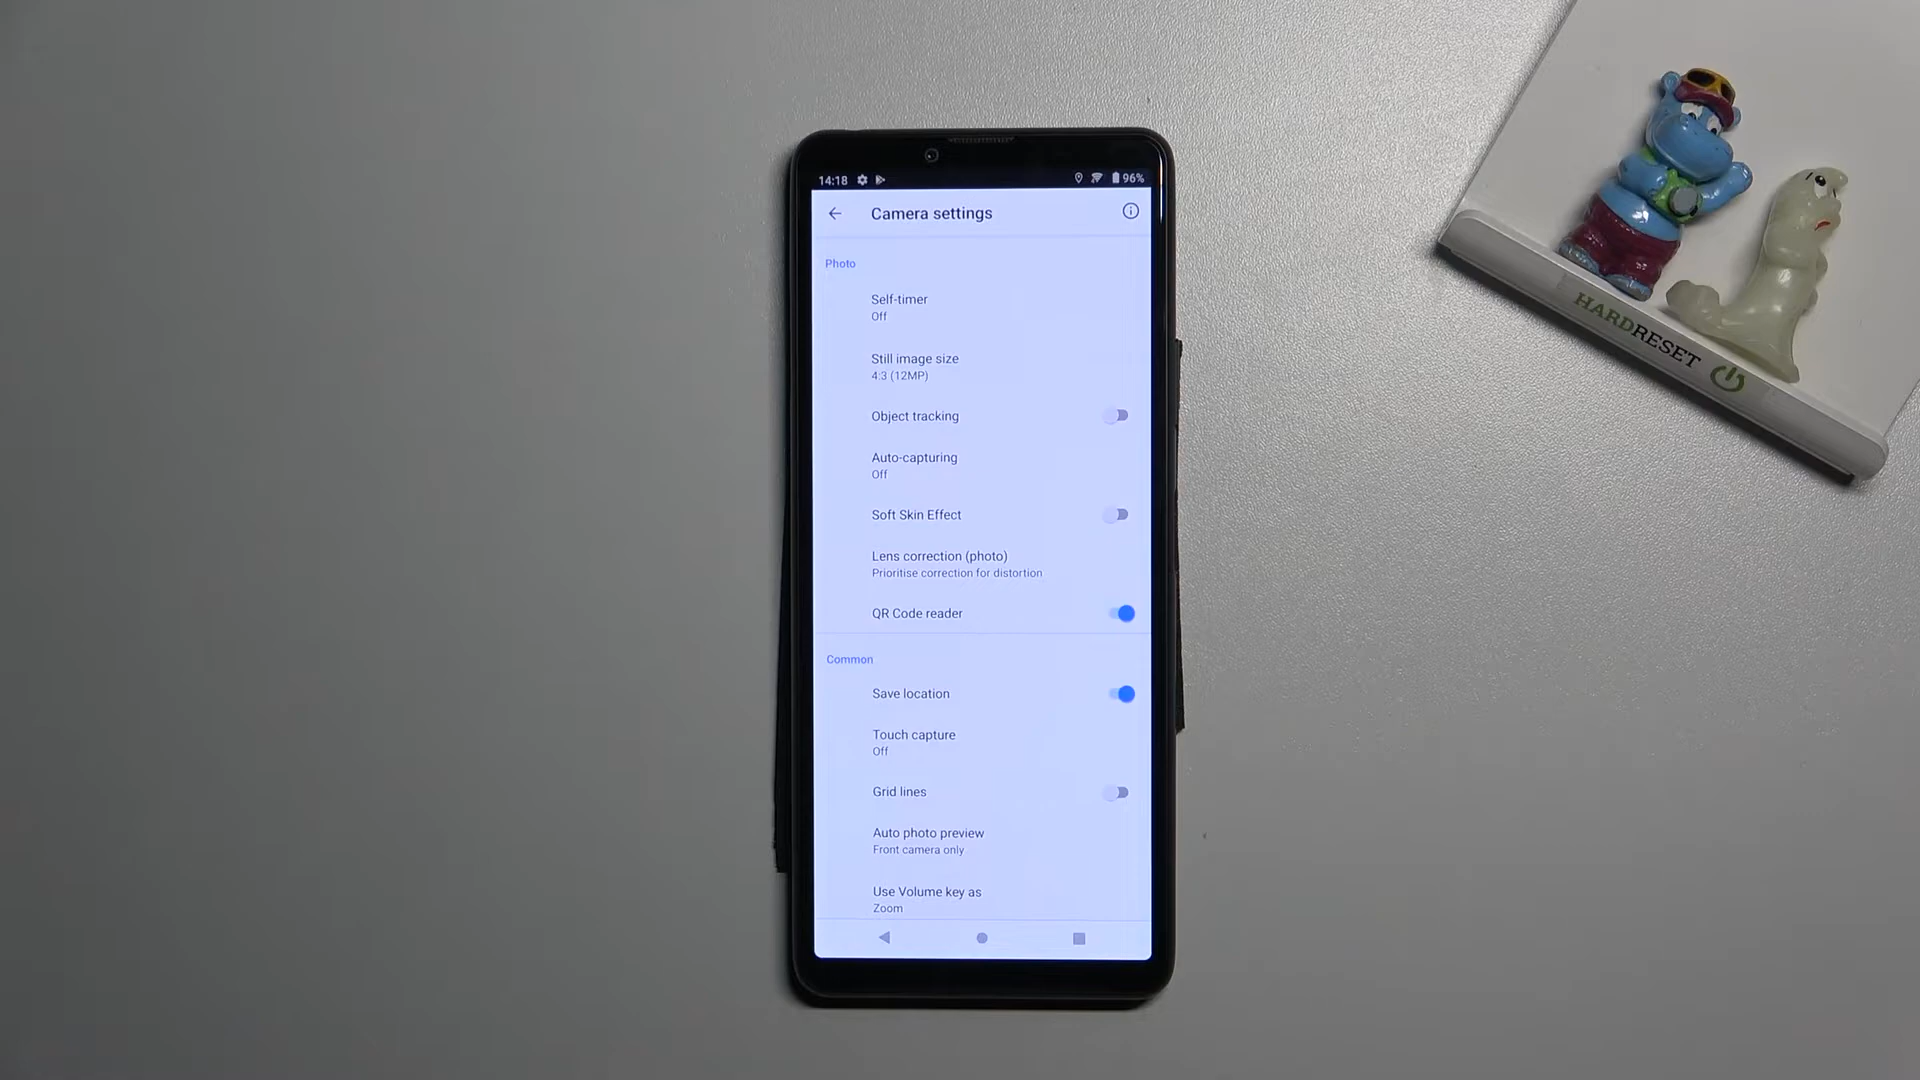 14:18
96%
Camera settings
Photo
Self-timer
Off
Still image size
4:3 (12MP)
Object tracking
Auto-capturing
Off
Soft Skin Effect
Lens correction (photo)
Prioritise correction for distortion
QR Code reader
Common
Save location
Touch capture
Off
Grid lines
Auto photo preview
Front camera only
Use Volume key as
Zoom
HARDRESET